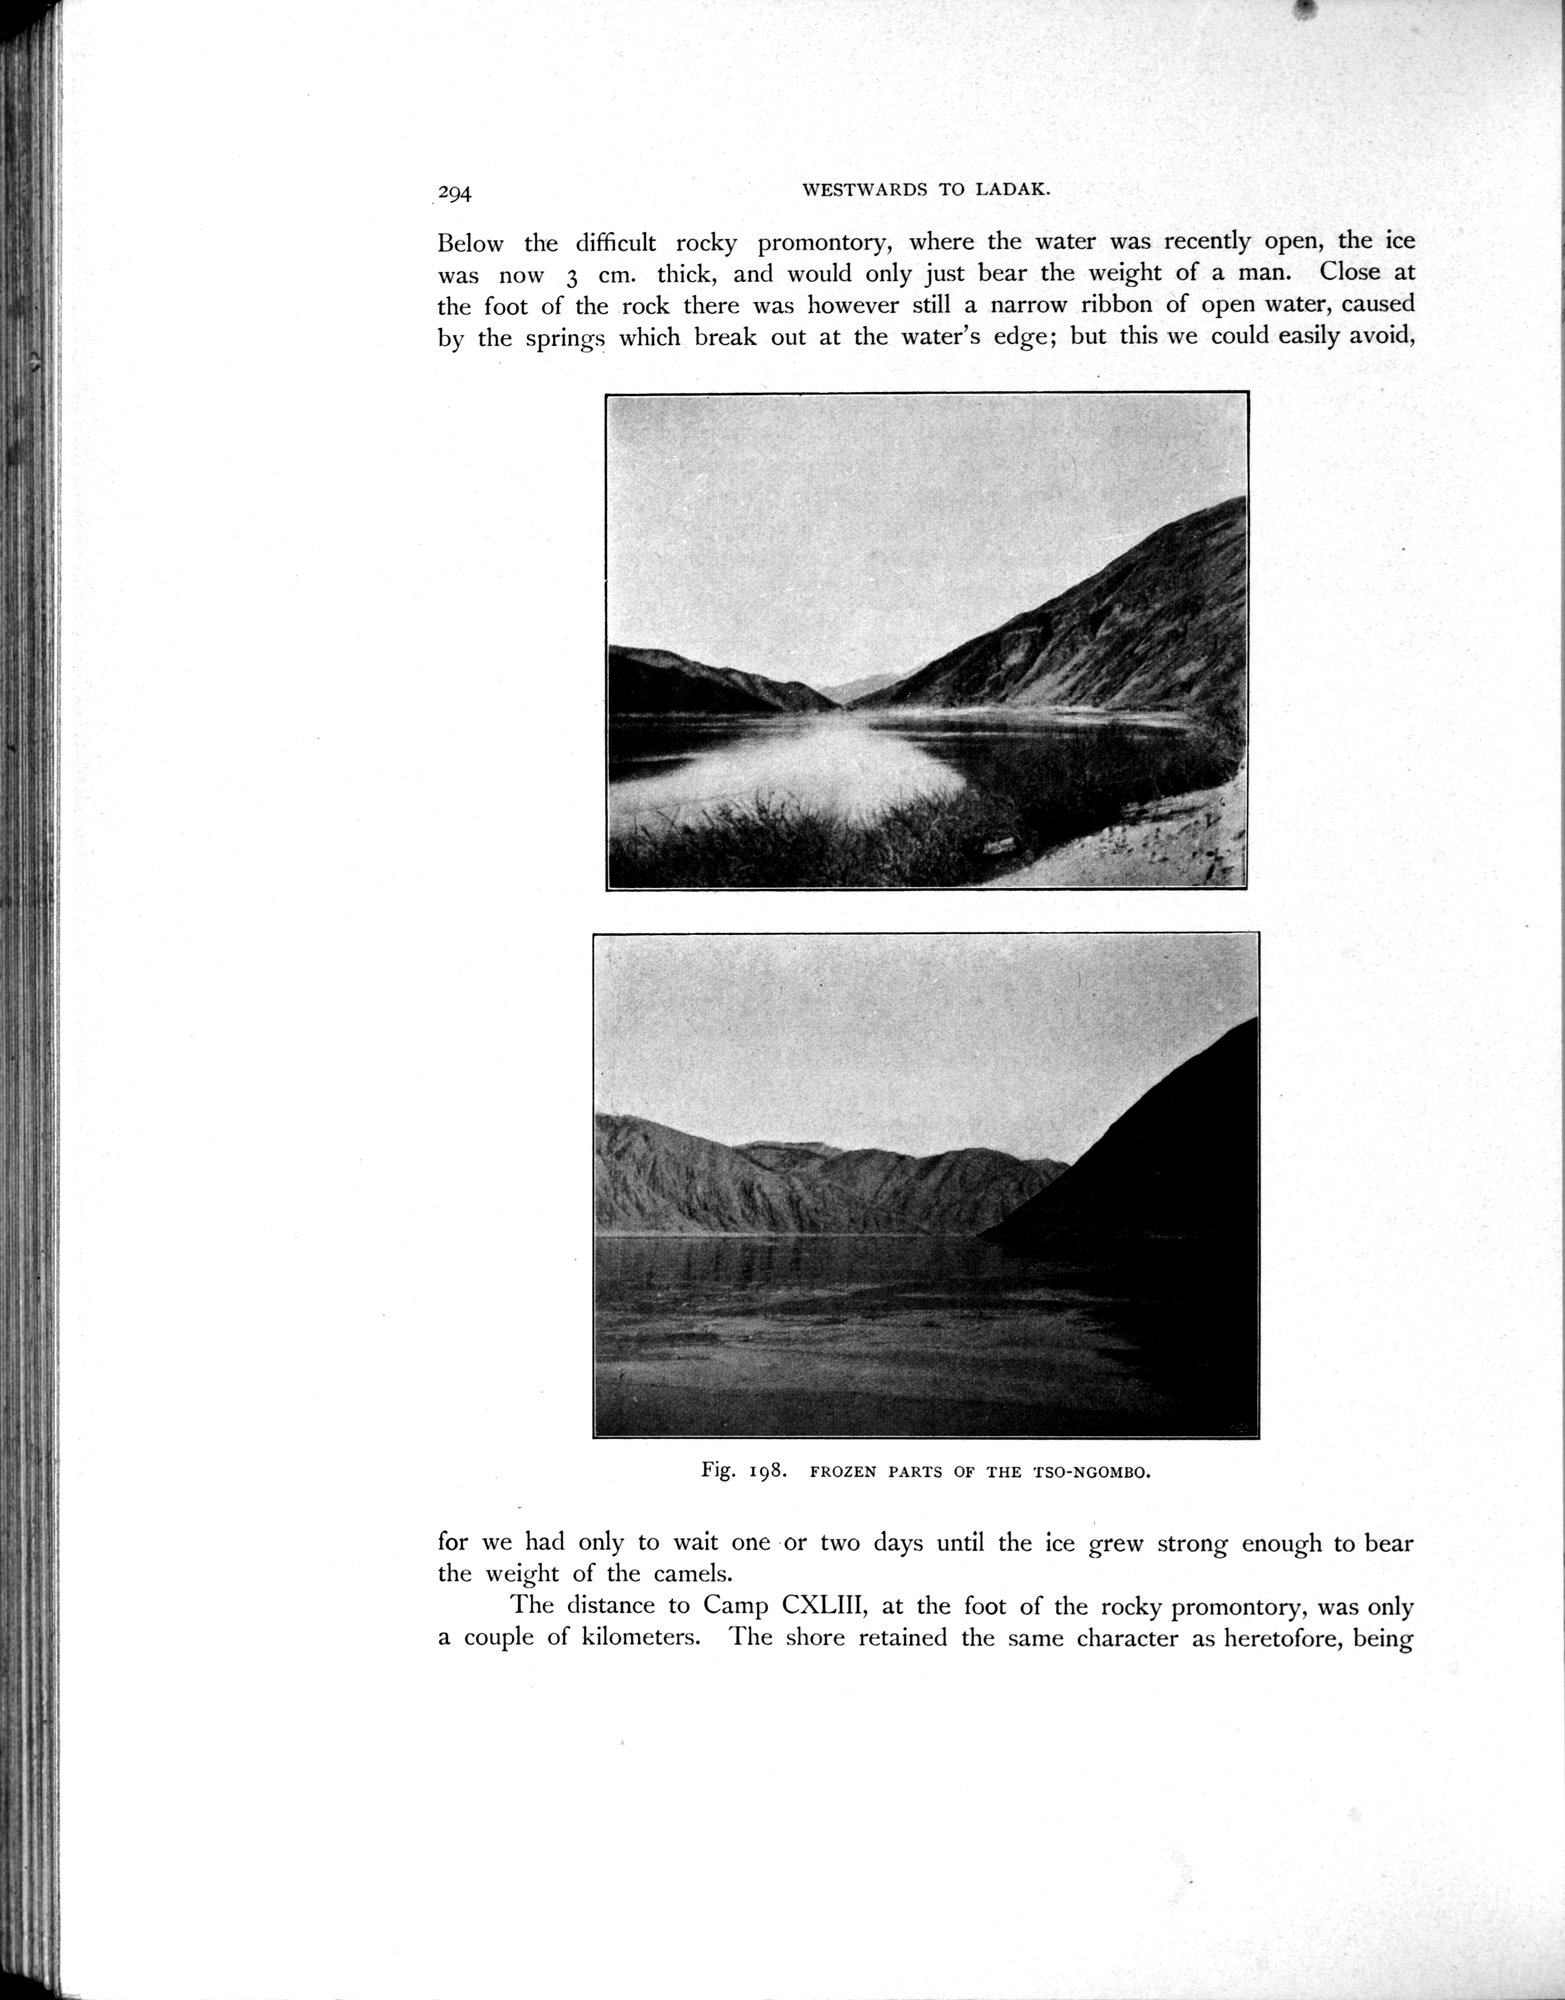 294
WESTWARDS TO LADAK.
Below the difficult rocky promontory, where the water was recently open, the ice
was now 3 cm. thick, and would only just bear the weight of a man. Close at
the foot of the rock there was however still a narrow ribbon of open water, caused
by the springs which break out at the water's edge; but this we could easily avoid,
Fig. 198. FROZEN PARTS OF THE TSO-NGOMBO.
for we had only to wait one or two days until the ice grew strong enough to bear
the weight of the camels.
The distance to Camp CXLIII, at the foot of the rocky promontory, was only
a couple of kilometers. The shore retained the same character as heretofore, being